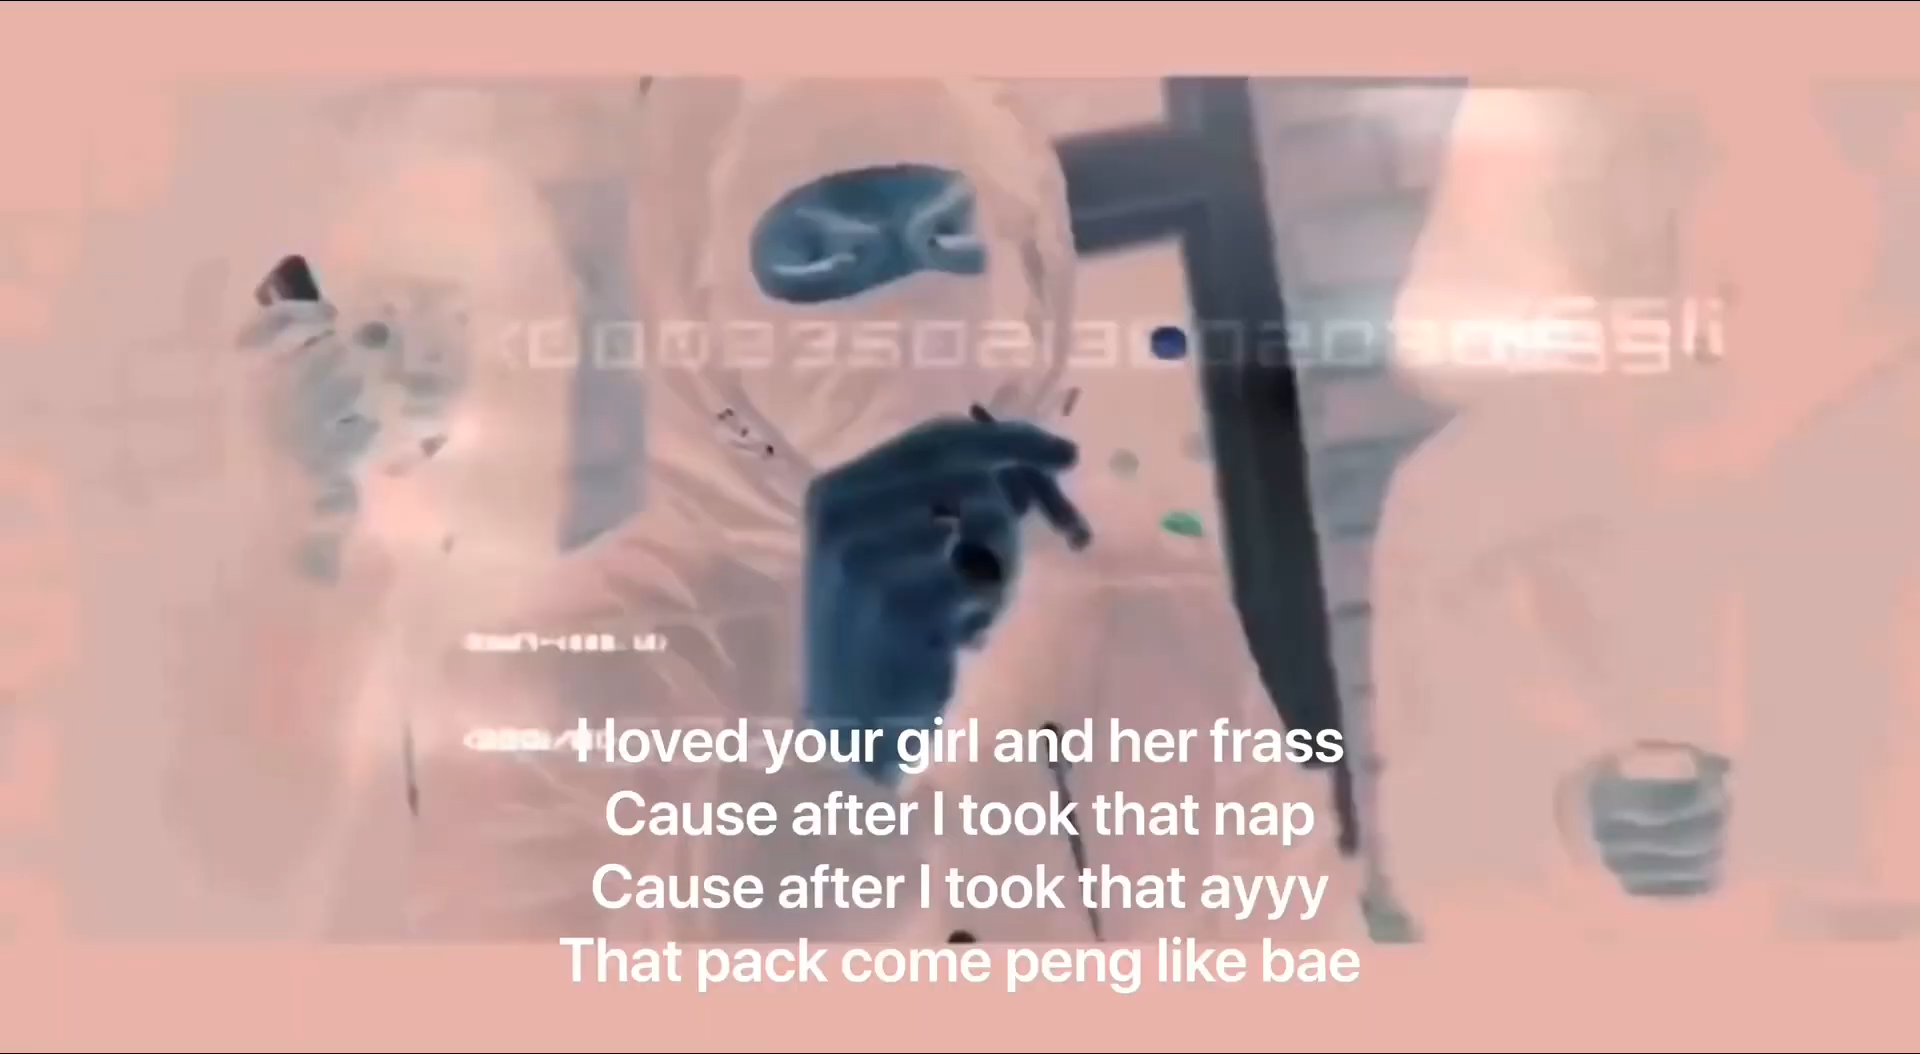 I loved your girl and her frass
Cause after I took that nap
Cause after I took that ayyy
That pack come peng like bae